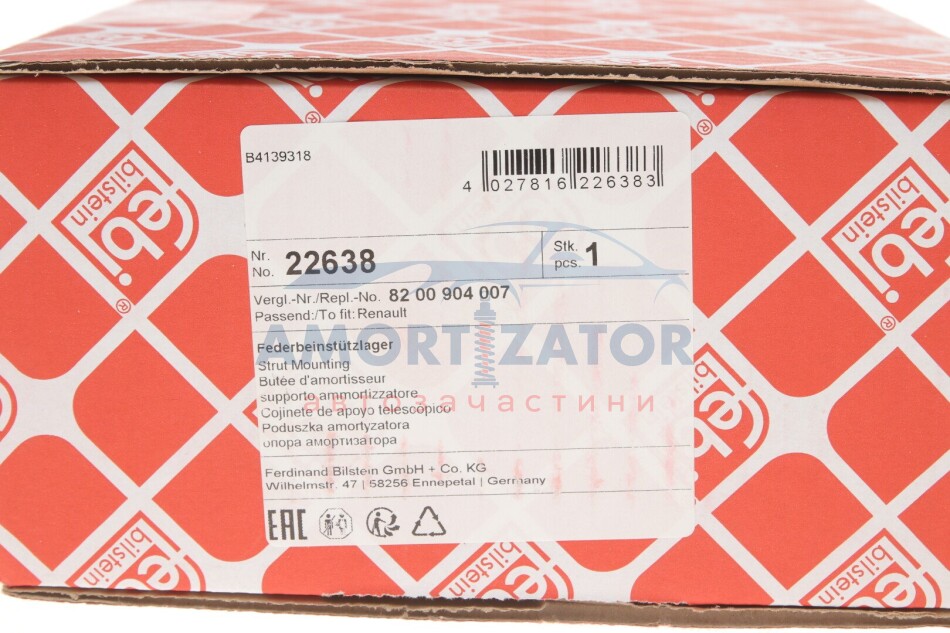 B4139318
4 027816 226383
Nr.
No. 22638
Stk.
pcs. 1
Vergl.-Nr./Repl.-No. 82 00 904 007
Passend:/To fit: Renault
Federbeinstützlager
Strut Mounting
Butée d'amortisseur
supporto ammortizzatore
Cojinete de apoyo telescópico
Poduszka amortyzatora
опора амортизатора
Ferdinand Bilstein GmbH + Co. KG
Wilhelmstr. 47 | 58256 Ennepetal | Germany
EAC
AMORTIZATOR
автозапчастини
febi
bilstein
®
febi
bilstein
®
febi
bilstein
febi
bilstein
febi
bilstein